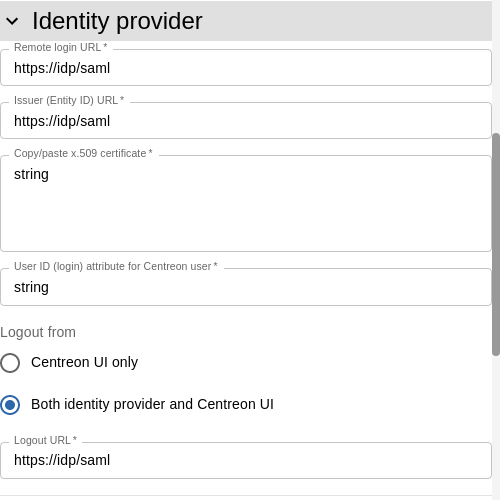 Identity provider
Remote login URL *
https://idp/saml
Issuer (Entity ID) URL *
https://idp/saml
Copy/paste x.509 certificate *
string
User ID (login) attribute for Centreon user *
string
Logout from
Centreon UI only
Both identity provider and Centreon UI
Logout URL *
https://idp/saml